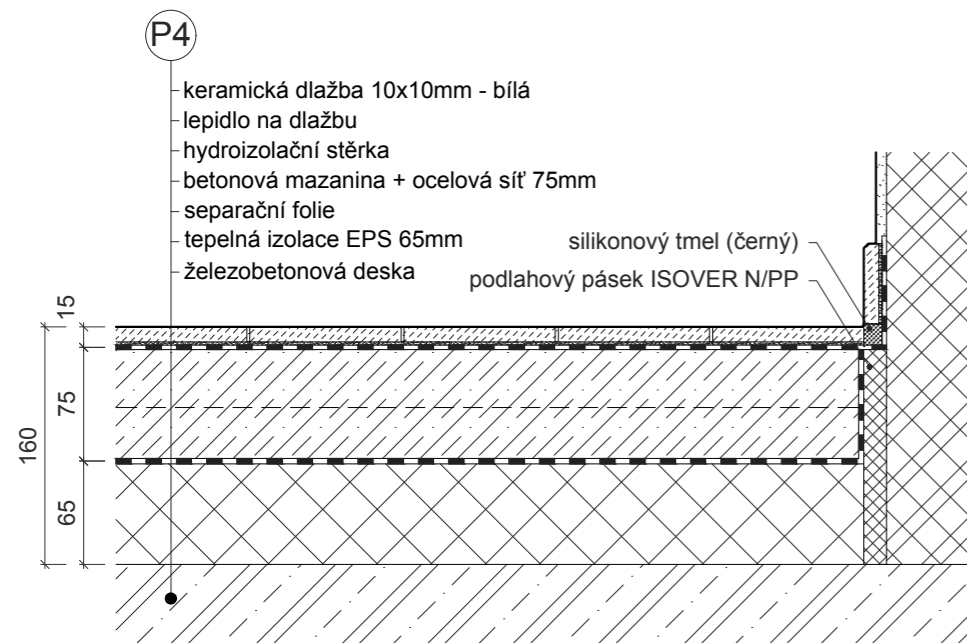 P4
keramická dlažba 10x10mm - bílá
lepidlo na dlažbu
hydroizolační stěrka
betonová mazanina + ocelová síť 75mm
separační folie
tepelná izolace EPS 65mm
železobetonová deska
silikonový tmel (černý)
podlahový pásek ISOVER N/PP
15
75
160
65